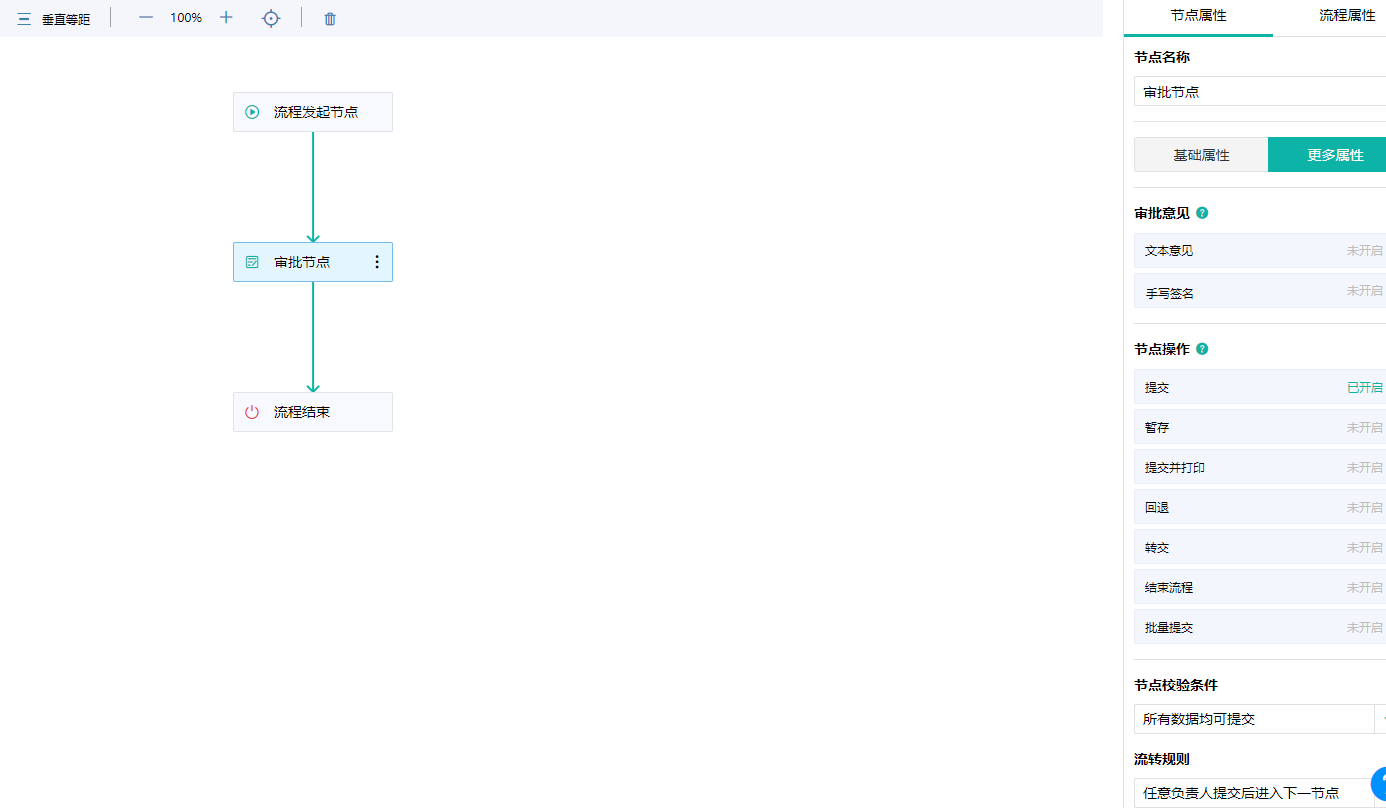 垂直等距
100%
流程发起节点
审批节点
流程结束
节点属性
流程属性
节点名称
审批节点
基础属性
更多属性
审批意见
文本意见
未开启
手写签名
未开启
节点操作
提交
已开启
暂存
未开启
提交并打印
未开启
回退
未开启
转交
未开启
结束流程
未开启
批量提交
未开启
节点校验条件
所有数据均可提交
流转规则
任意负责人提交后进入下一节点